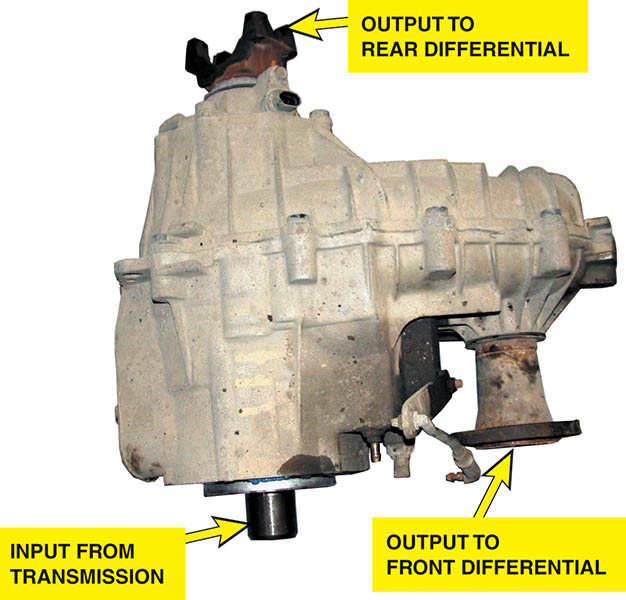 OUTPUT TO
REAR DIFFERENTIAL
INPUT FROM
TRANSMISSION
OUTPUT TO
FRONT DIFFERENTIAL